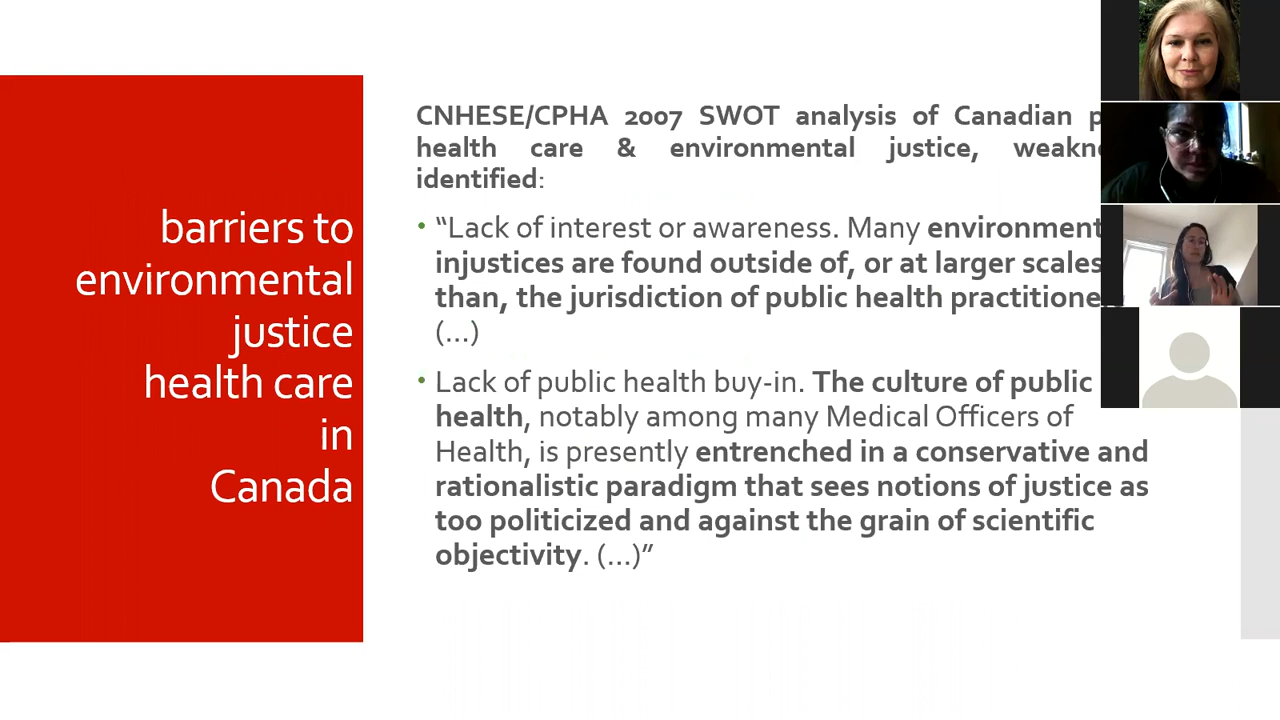 barriers to
environmental
justice
health care
in
Canada
CNHESE/CPHA 2007 SWOT analysis of Canadian
health care & environmental justice,
identified:
• “Lack of interest or awareness. Many
injustices are found outside of, or at larger scales
than, the jurisdiction of public health
(...)
• Lack of public health buy-in. The culture of public
health, notably among many Medical Officers of
Health, is presently entrenched in a conservative and
rationalistic paradigm that sees notions of justice as
too politicized and against the grain of scientific
objectivity. (...)”